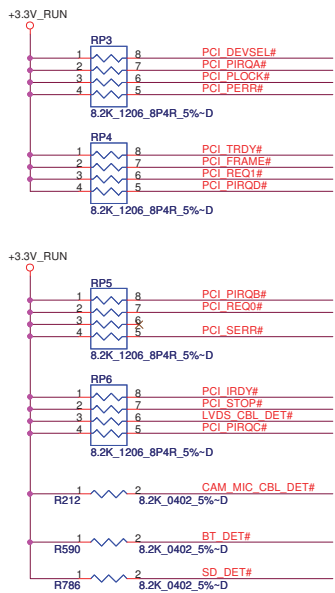 +3.3V_RUN
RP3
1 8 PCI_DEVSEL#
2 7 PCI_PIRQA#
3 6 PCI_PLOCK#
4 5 PCI_PERR#
8.2K_1206_8P4R_5%~D
RP4
1 8 PCI_TRDY#
2 7 PCI_FRAME#
3 6 PCI_REQ1#
4 5 PCI_PIRQD#
8.2K_1206_8P4R_5%~D
+3.3V_RUN
RP5
1 8 PCI_PIRQB#
2 7 PCI_REQ0#
3 6
4 5 PCI_SERR#
8.2K_1206_8P4R_5%~D
RP6
1 8 PCI_IRDY#
2 7 PCI_STOP#
3 6 LVDS_CBL_DET#
4 5 PCI_PIRQC#
8.2K_1206_8P4R_5%~D
1 2 CAM_MIC_CBL_DET#
R212 8.2K_0402_5%~D
1 2 BT_DET#
R590 8.2K_0402_5%~D
1 2 SD_DET#
R786 8.2K_0402_5%~D